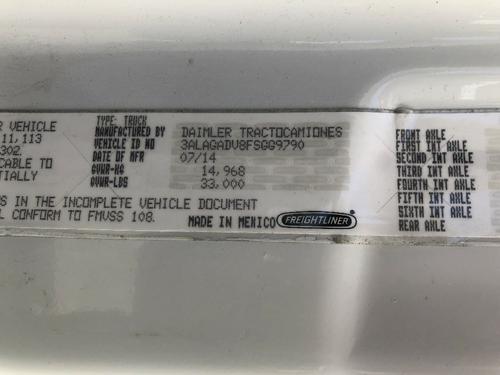 TYPE: TRUCK
R VEHICLE MANUFACTURED BY DAIMLER TRACTOCAMIONES FRONT AXLE
11,113 VEHICLE ID NO 3ALAGADV8FSGG9790 FIRST INT AXLE
302, DATE OF MFR 07/14 SECOND INT AXLE
CABLE TO GVWR-KG 14,968 THIRD INT AXLE
TIALLY GVWR-LBS 33,000 FOURTH INT AXLE
FIFTH INT AXLE
S IN THE INCOMPLETE VEHICLE DOCUMENT SIXTH INT AXLE
L CONFORM TO FMVSS 108. MADE IN MEXICO FREIGHTLINER REAR AXLE